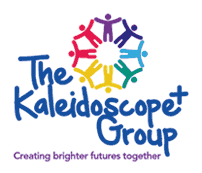 The
Kaleidoscope+
Group
Creating brighter futures together